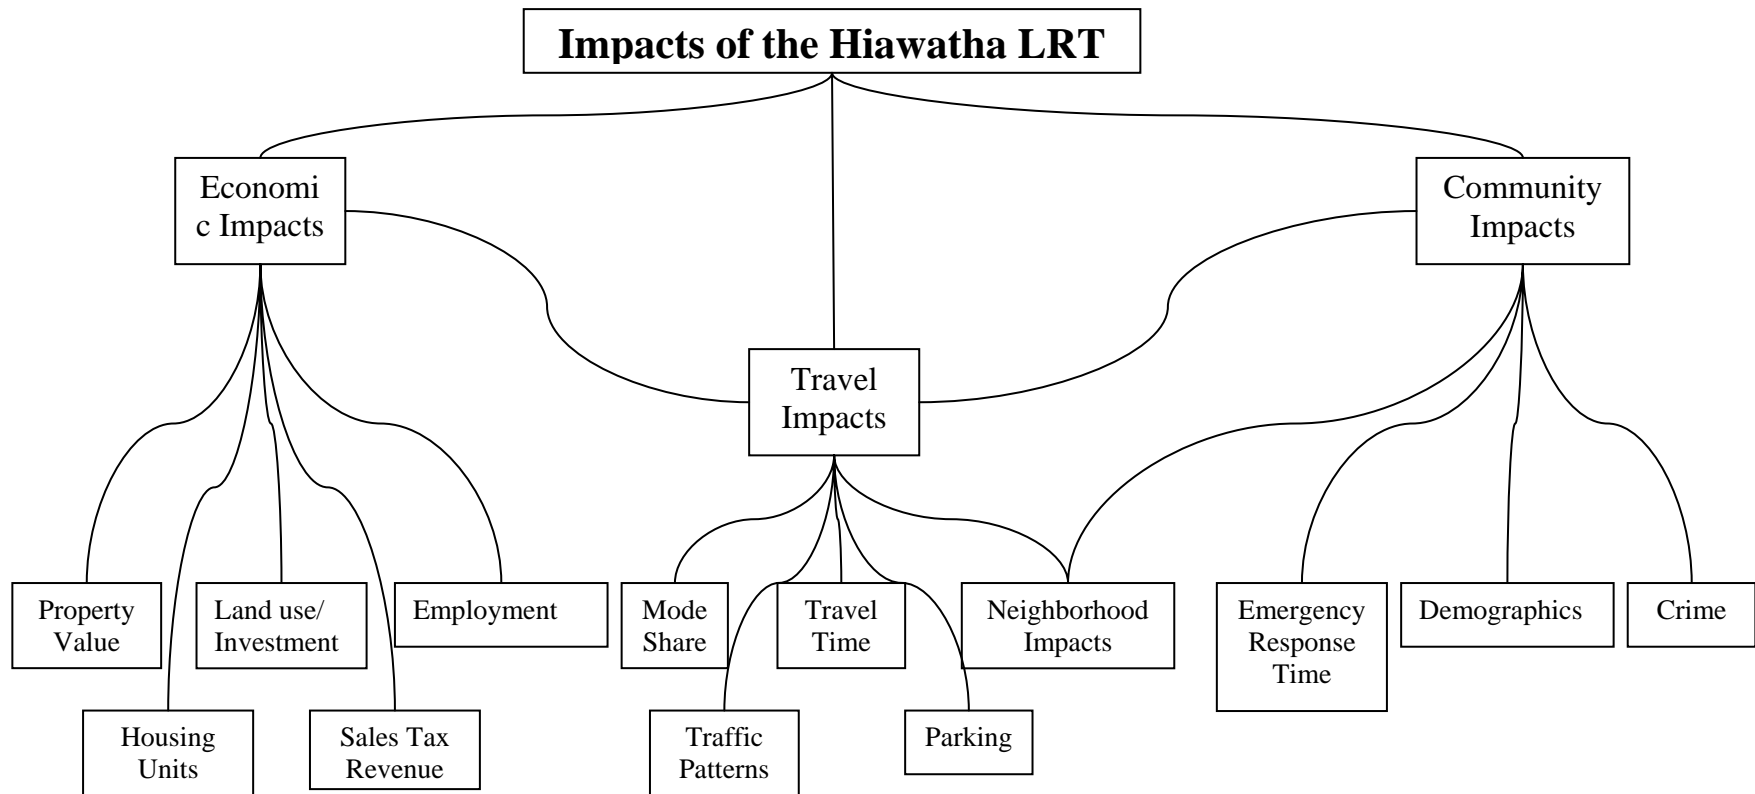 Impacts of the Hiawatha LRT
Economi
c Impacts
Community
Impacts
Travel
Impacts
Property
Value
Land use/
Investment
Employment
Mode
Share
Travel
Time
Neighborhood
Impacts
Emergency
Response
Time
Demographics
Crime
Housing
Units
Sales Tax
Revenue
Traffic
Patterns
Parking